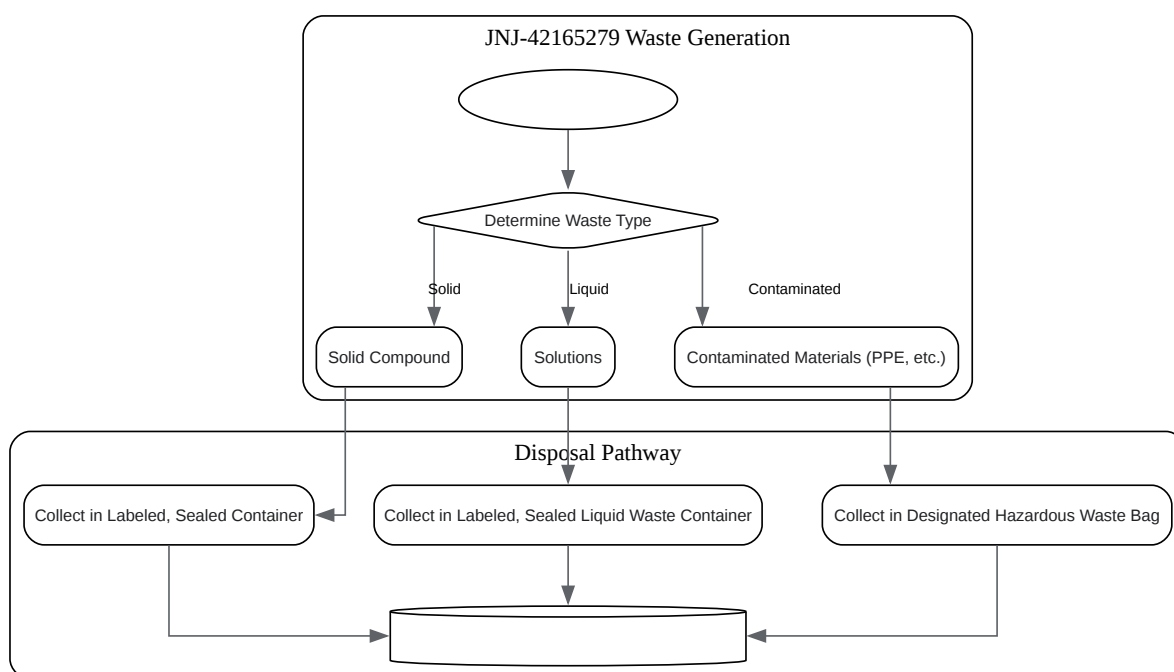 JNJ-42165279 Waste Generation
Determine Waste Type
Solid
Liquid
Contaminated
Solid Compound
Solutions
Contaminated Materials (PPE, etc.)
Disposal Pathway
Collect in Labeled, Sealed Container
Collect in Labeled, Sealed Liquid Waste Container
Collect in Designated Hazardous Waste Bag